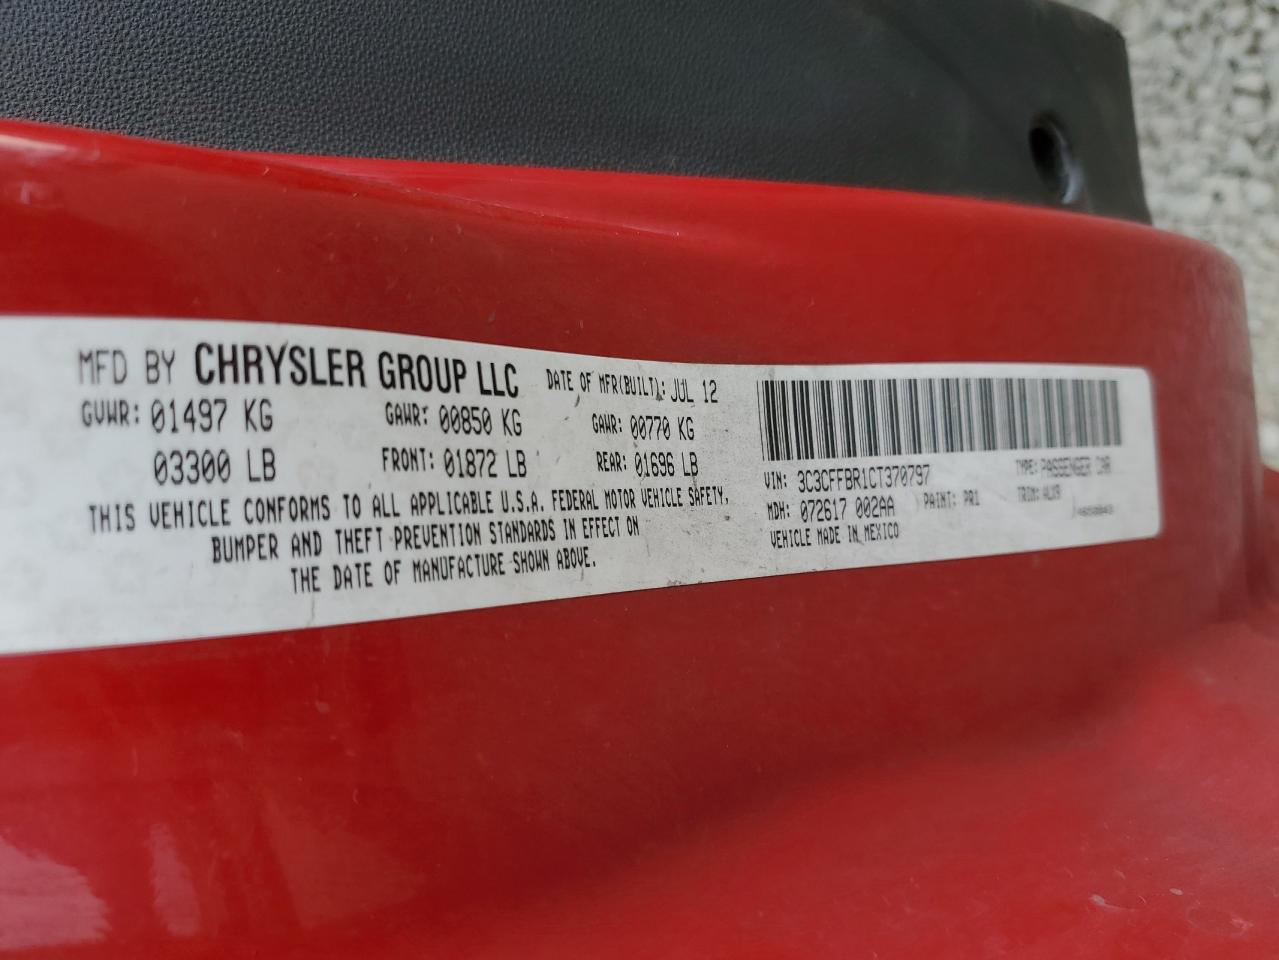 MFD BY CHRYSLER GROUP LLC DATE OF MFR(BUILT): JUL 12
GVWR: 01497 KG GAWR: 00850 KG GAWR: 00770 KG
03300 LB FRONT: 01872 LB REAR: 01696 LB
THIS VEHICLE CONFORMS TO ALL APPLICABLE U.S.A. FEDERAL MOTOR VEHICLE SAFETY,
BUMPER AND THEFT PREVENTION STANDARDS IN EFFECT ON
THE DATE OF MANUFACTURE SHOWN ABOVE.
VIN: 3C3CFFBR1CT370797 TYPE: PASSENGER CAR
MDH: 072617 002AA PAINT: PR1 TRIM: ALX9
VEHICLE MADE IN MEXICO